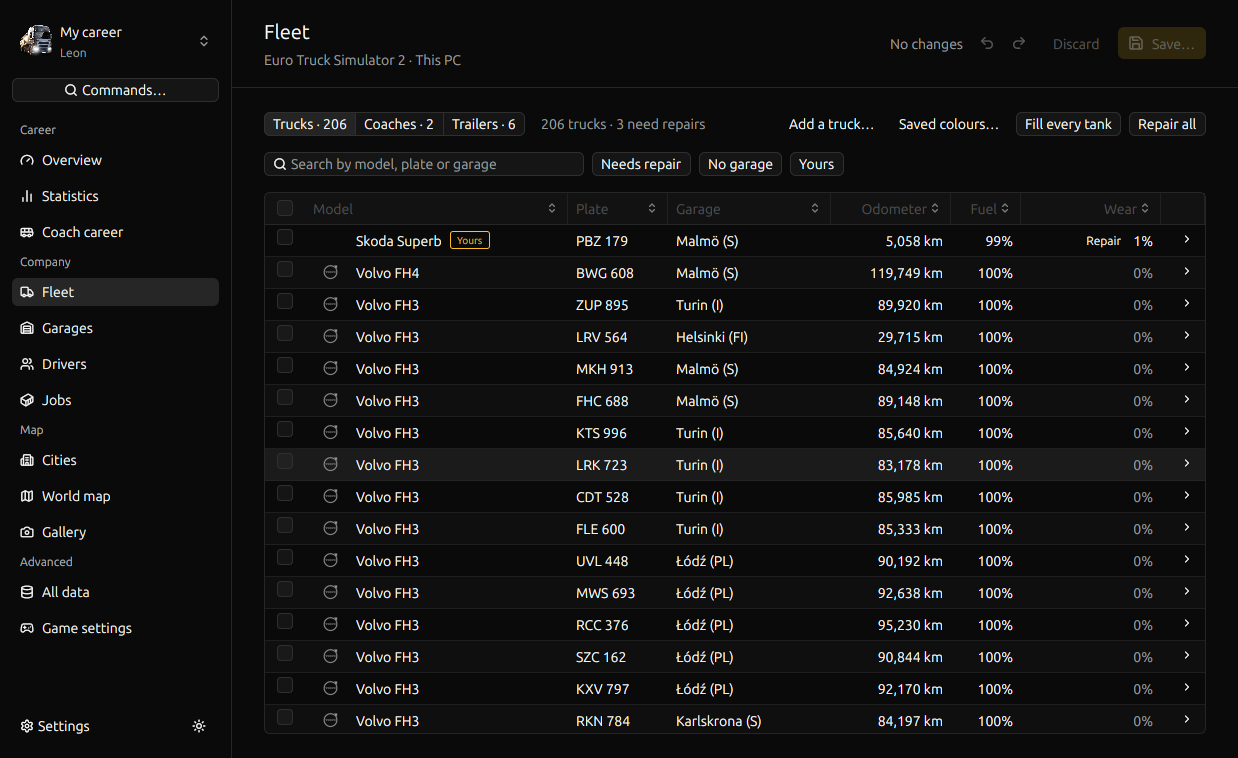 My career
Leon
Commands...
Career
Overview
Statistics
Coach career
Company
Fleet
Garages
Drivers
Jobs
Map
Cities
World map
Gallery
Advanced
All data
Game settings
Settings
Fleet
Euro Truck Simulator 2 · This PC
No changes Discard Save...
Trucks · 206 Coaches · 2 Trailers · 6 206 trucks · 3 need repairs Add a truck... Saved colours... Fill every tank Repair all
Search by model, plate or garage Needs repair No garage Yours
Model Plate Garage Odometer Fuel Wear
Skoda Superb Yours PBZ 179 Malmö (S) 5,058 km 99% Repair 1%
Volvo FH4 BWG 608 Malmö (S) 119,749 km 100% 0%
Volvo FH3 ZUP 895 Turin (I) 89,920 km 100% 0%
Volvo FH3 LRV 564 Helsinki (FI) 29,715 km 100% 0%
Volvo FH3 MKH 913 Malmö (S) 84,924 km 100% 0%
Volvo FH3 FHC 688 Malmö (S) 89,148 km 100% 0%
Volvo FH3 KTS 996 Turin (I) 85,640 km 100% 0%
Volvo FH3 LRK 723 Turin (I) 83,178 km 100% 0%
Volvo FH3 CDT 528 Turin (I) 85,985 km 100% 0%
Volvo FH3 FLE 600 Turin (I) 85,333 km 100% 0%
Volvo FH3 UVL 448 Łódź (PL) 90,192 km 100% 0%
Volvo FH3 MWS 693 Łódź (PL) 92,638 km 100% 0%
Volvo FH3 RCC 376 Łódź (PL) 95,230 km 100% 0%
Volvo FH3 SZC 162 Łódź (PL) 90,844 km 100% 0%
Volvo FH3 KXV 797 Łódź (PL) 92,170 km 100% 0%
Volvo FH3 RKN 784 Karlskrona (S) 84,197 km 100% 0%